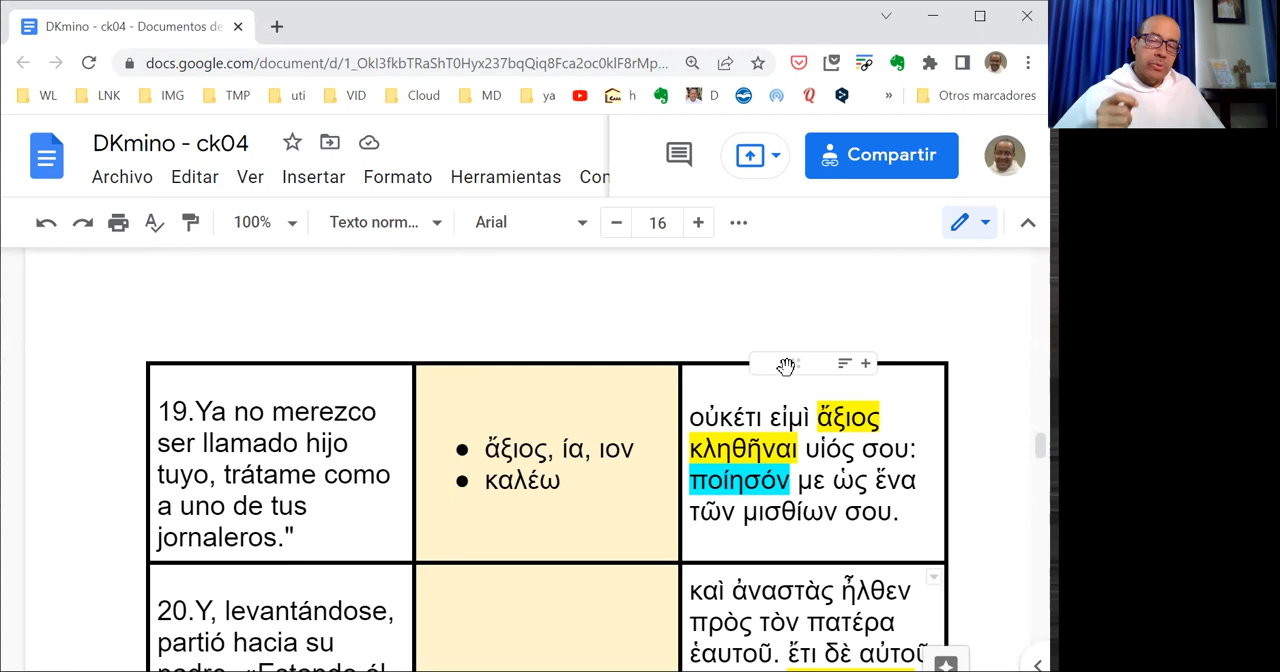 DKmino - ck04 - Documentos de
docs.google.com/document/d/1_OkI3fkbTRaShT0Hyx237bqQiq8Fca2oc0klF8rMp...
WL LNK IMG TMP uti VID Cloud MD ya h D » Otros marcadores
DKmino - ck04
Compartir
Archivo Editar Ver Insertar Formato Herramientas
100% Texto norm... Arial 16
19.Ya no merezco
ser llamado hijo
tuyo, trátame como
a uno de tus
jornaleros."
ἄξιος, ία, ιον
καλέω
οὐκέτι εἰμὶ ἄξιος
κληθῆναι υἱός σου:
ποίησόν με ὡς ἕνα
τῶν μισθίων σου.
20.Y, levantándose,
partió hacia su
καὶ ἀναστὰς ἦλθεν
πρὸς τὸν πατέρα
ἑαυτοῦ. ἔτι δὲ αὐτοῦ